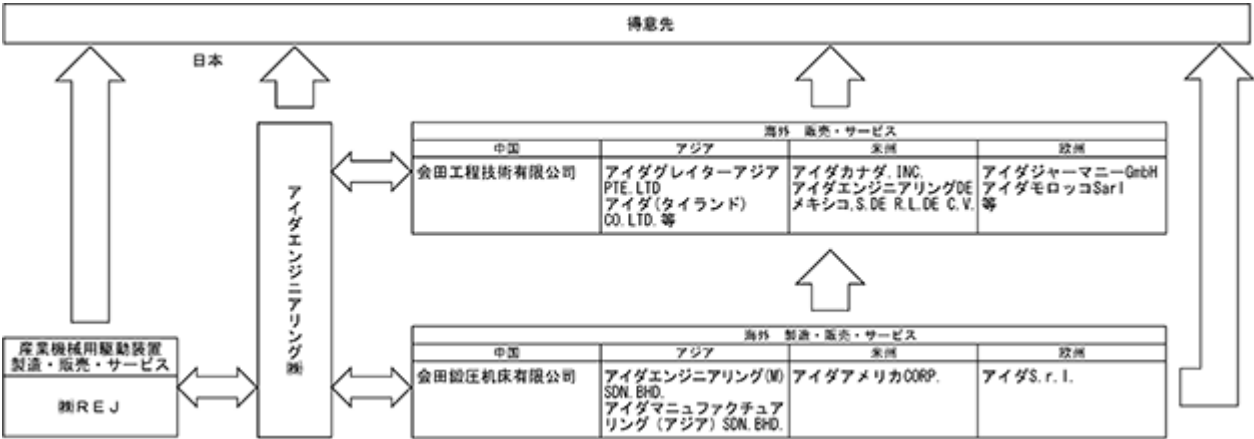 得意先
日本
アイダエンジニアリング㈱
海外 販売・サービス
中国 アジア 米州 欧州
会田工程技術有限公司
アイダグレイターアジア
PTE.LTD
アイダ(タイランド)
CO.LTD.等
アイダカナダ.INC.
アイダエンジニアリングDE
メキシコ,S.DE R.L.DE C.V.
アイダジャーマニーGmbH
アイダモロッコSarl
等
産業機械用駆動装置
製造・販売・サービス
㈱REJ
海外 製造・販売・サービス
中国 アジア 米州 欧州
会田鍛圧机床有限公司
アイダエンジニアリング(M)
SDN.BHD.
アイダマニュファクチュア
リング (アジア) SDN.BHD.
アイダアメリカCORP.
アイダS.r.l.